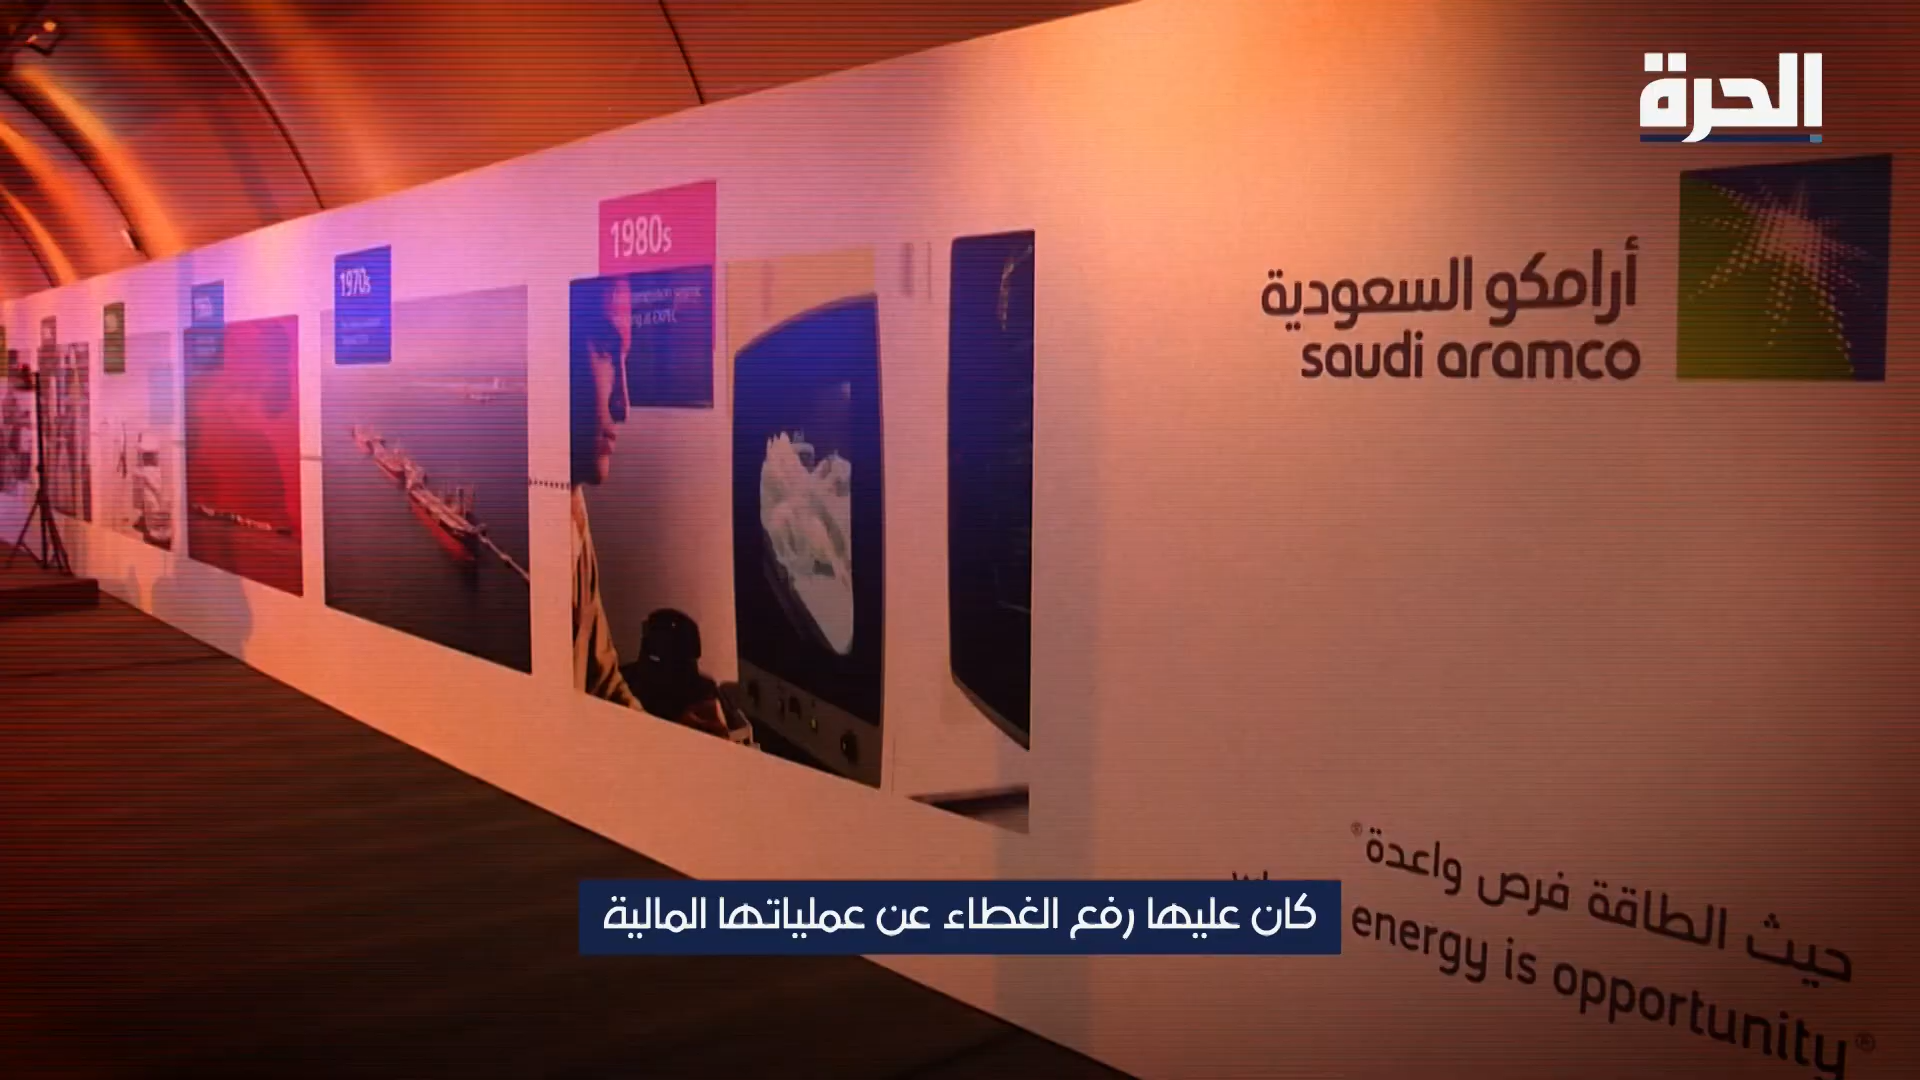 الحرة
أرامكو السعودية
saudi aramco
1980s
1970s
حيث الطاقة فرص واعدة®
energy is opportunity®
كان عليها رفع الغطاء عن عملياتها المالية